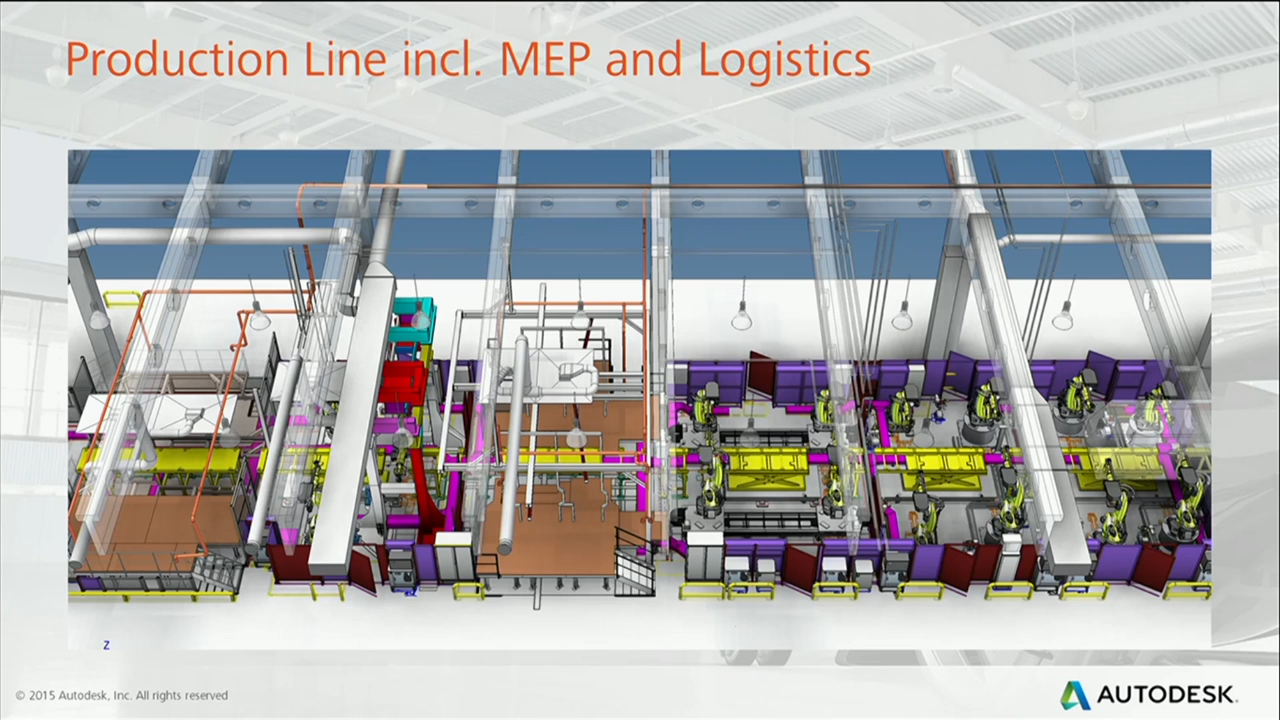 Production Line incl. MEP and Logistics
Z
© 2015 Autodesk, Inc. All rights reserved
AUTODESK.